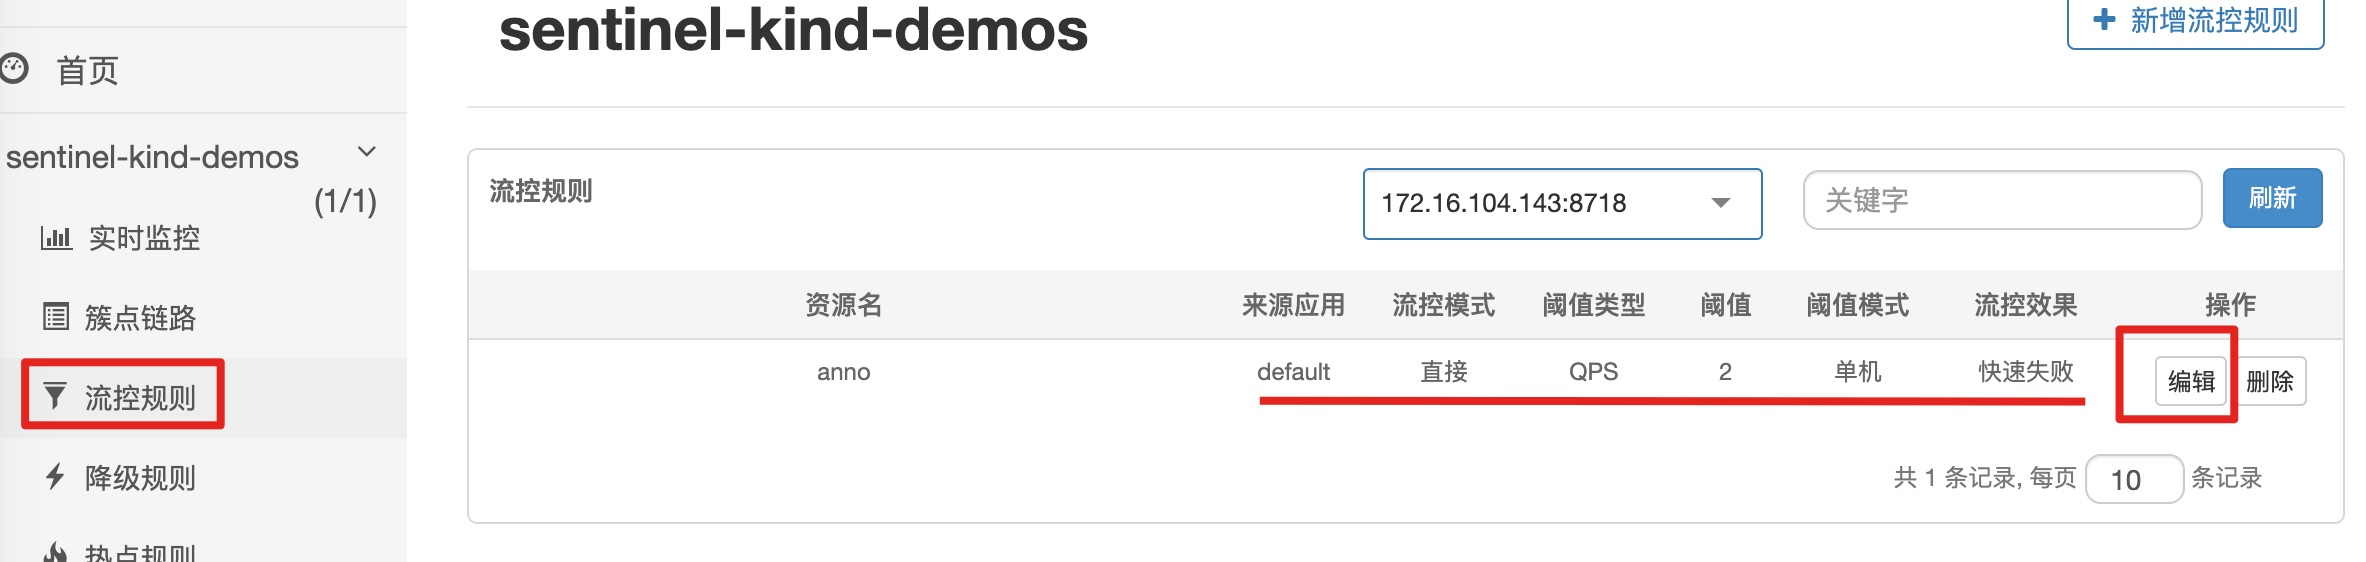 sentinel-kind-demos
新增流控规则
首页
sentinel-kind-demos
(1/1)
实时监控
簇点链路
流控规则
降级规则
热点规则
流控规则
172.16.104.143:8718
关键字
刷新
资源名 来源应用 流控模式 阈值类型 阈值 阈值模式 流控效果 操作
anno default 直接 QPS 2 单机 快速失败 编辑 删除
共 1 条记录, 每页 10 条记录